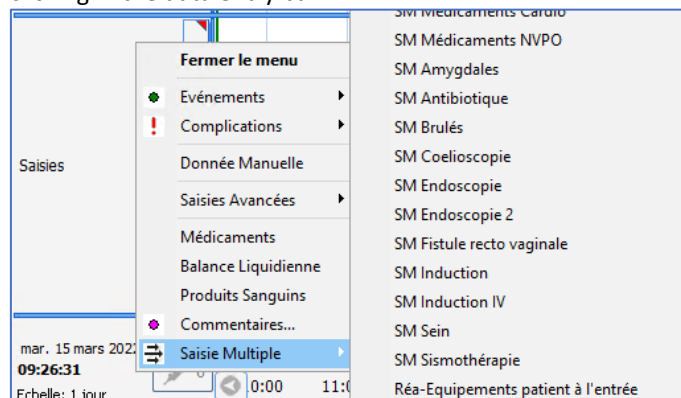 Fermer le menu
Evénements
Complications
Donnée Manuelle
Saisies Avancées
Médicaments
Balance Liquidienne
Produits Sanguins
Commentaires...
Saisie Multiple
Saisies
mar. 15 mars 2022
09:26:31
Echelle: 1 jour
0:00 11:0
SM Médicaments Cardio
SM Médicaments NVPO
SM Amygdales
SM Antibiotique
SM Brulés
SM Coelioscopie
SM Endoscopie
SM Endoscopie 2
SM Fistule recto vaginale
SM Induction
SM Induction IV
SM Sein
SM Sismothérapie
Réa-Equipements patient à l'entrée